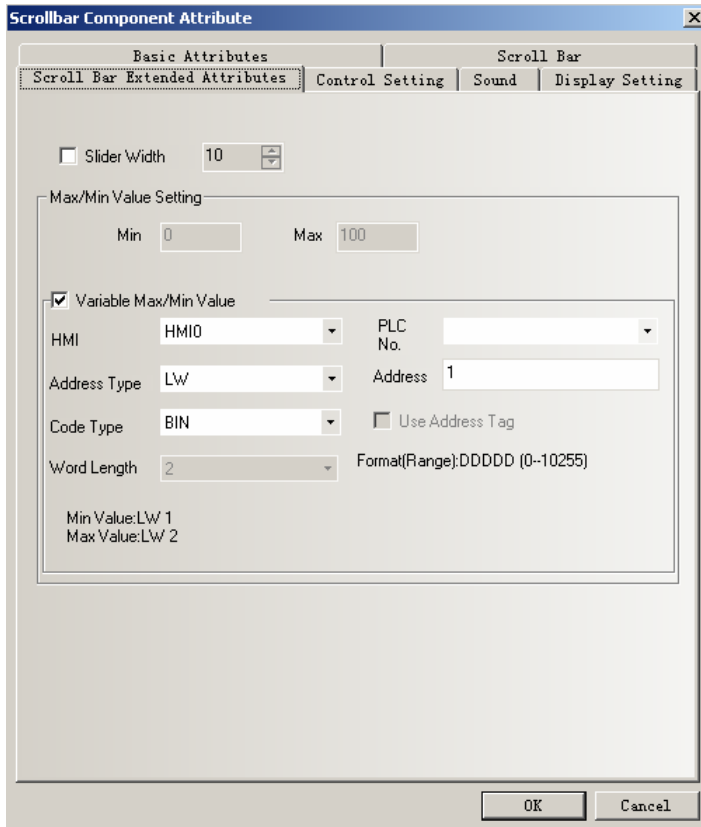 Scrollbar Component Attribute
Basic Attributes Scroll Bar
Scroll Bar Extended Attributes Control Setting Sound Display Setting
Slider Width 10
Max/Min Value Setting
Min 0 Max 100
Variable Max/Min Value
HMI HMI0 PLC No.
Address Type LW Address 1
Code Type BIN Use Address Tag
Word Length 2 Format(Range):DDDDD (0--10255)
Min Value:LW 1
Max Value:LW 2
OK Cancel